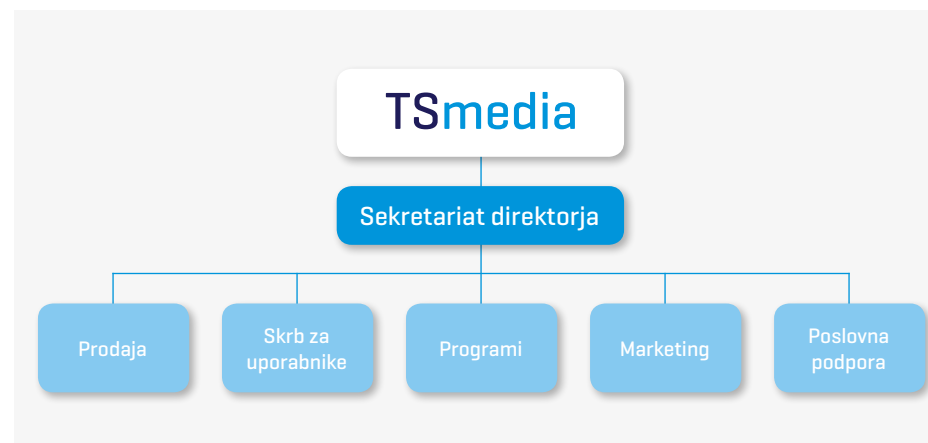 TSmedia
Sekretariat direktorja
Prodaja
Skrb za
uporabnike
Programi
Marketing
Poslovna
podpora